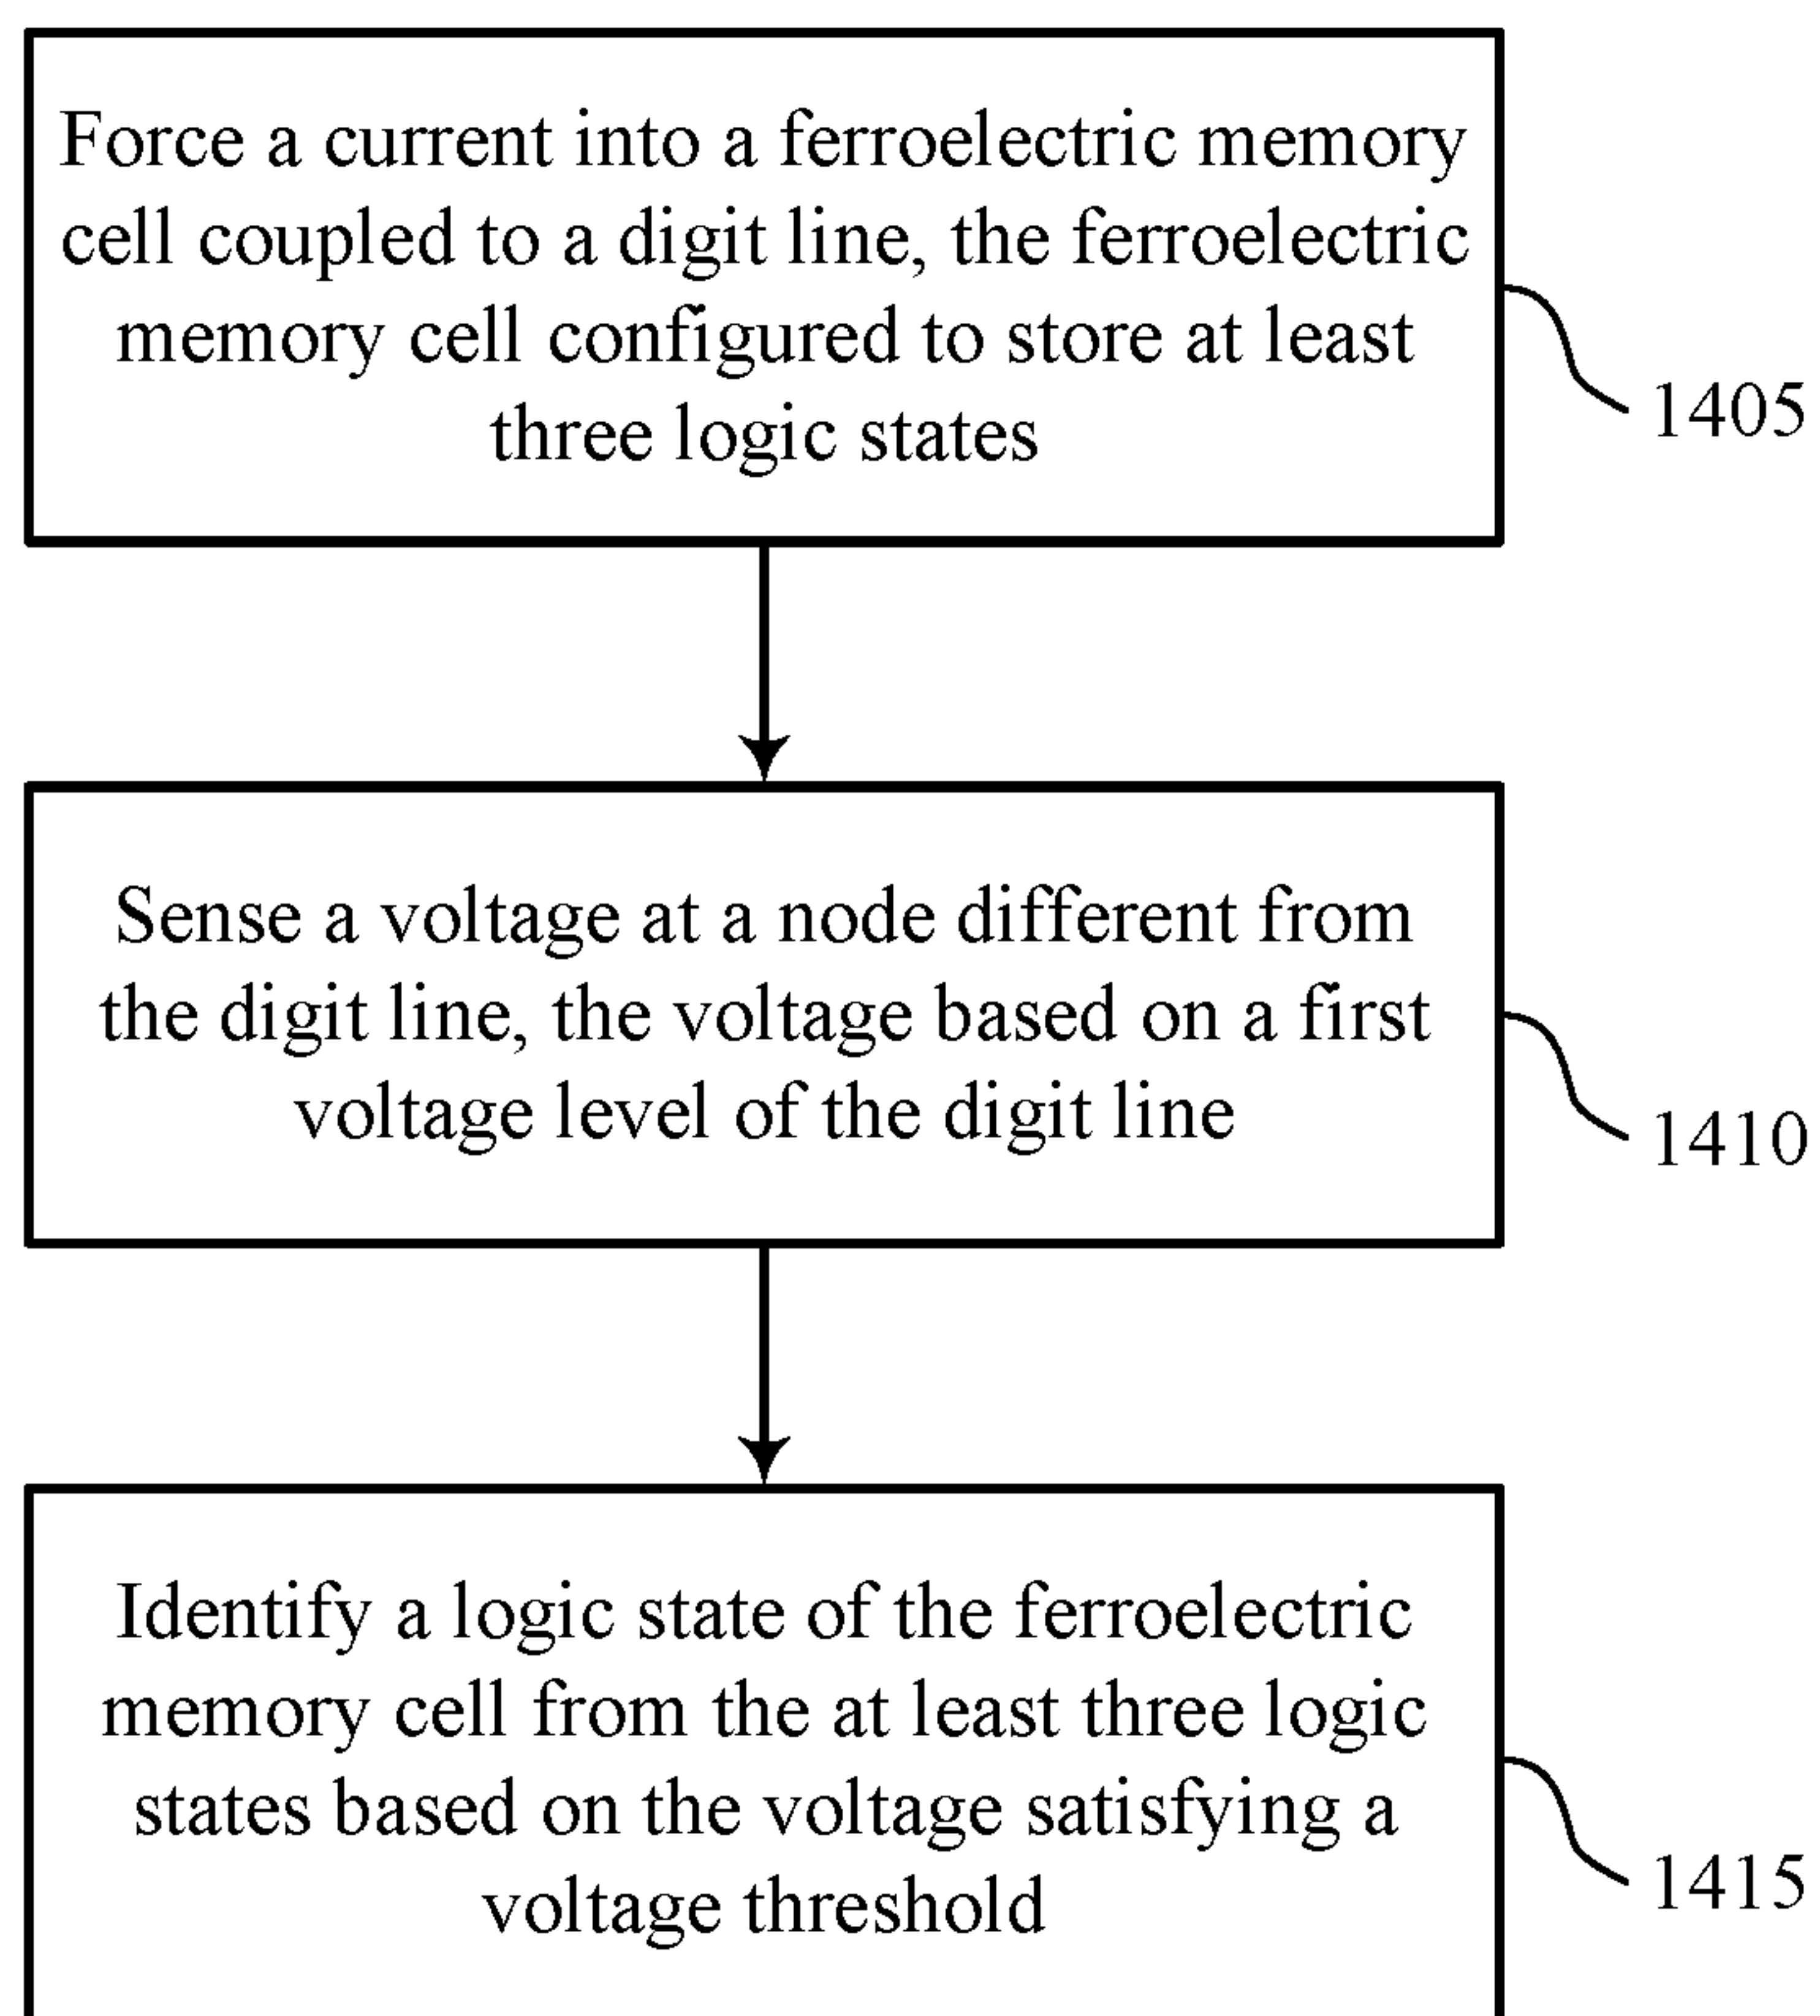 Force a current into a ferroelectric memory
cell coupled to a digit line, the ferroelectric
memory cell configured to store at least
three logic states
1405
Sense a voltage at a node different from
the digit line, the voltage based on a first
voltage level of the digit line
1410
Identify a logic state of the ferroelectric
memory cell from the at least three logic
states based on the voltage satisfying a
voltage threshold
1415